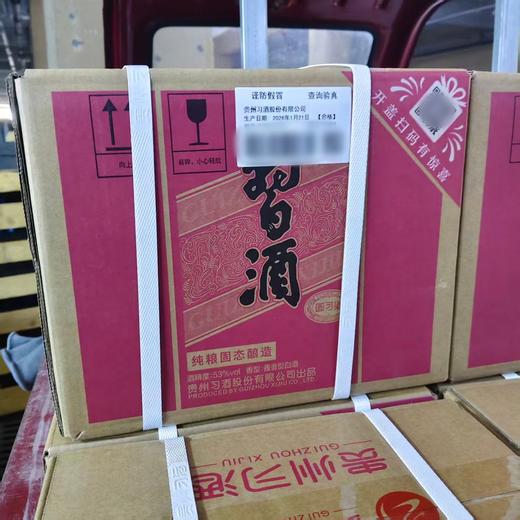 谨防假冒 查询验真
贵州习酒股份有限公司
生产日期 2026年1月21日 【合格】
开盖扫码有惊喜
向上
易碎，小心轻放
习酒
GUIZHOU
纯粮固态酿造
酒精度:53%vol 香型:酱香型白酒
贵州习酒股份有限公司出品
PRODUCED BY GUIZHOU XIJIU CO., LTD.
贵州习酒
GUIZHOU XIJIU